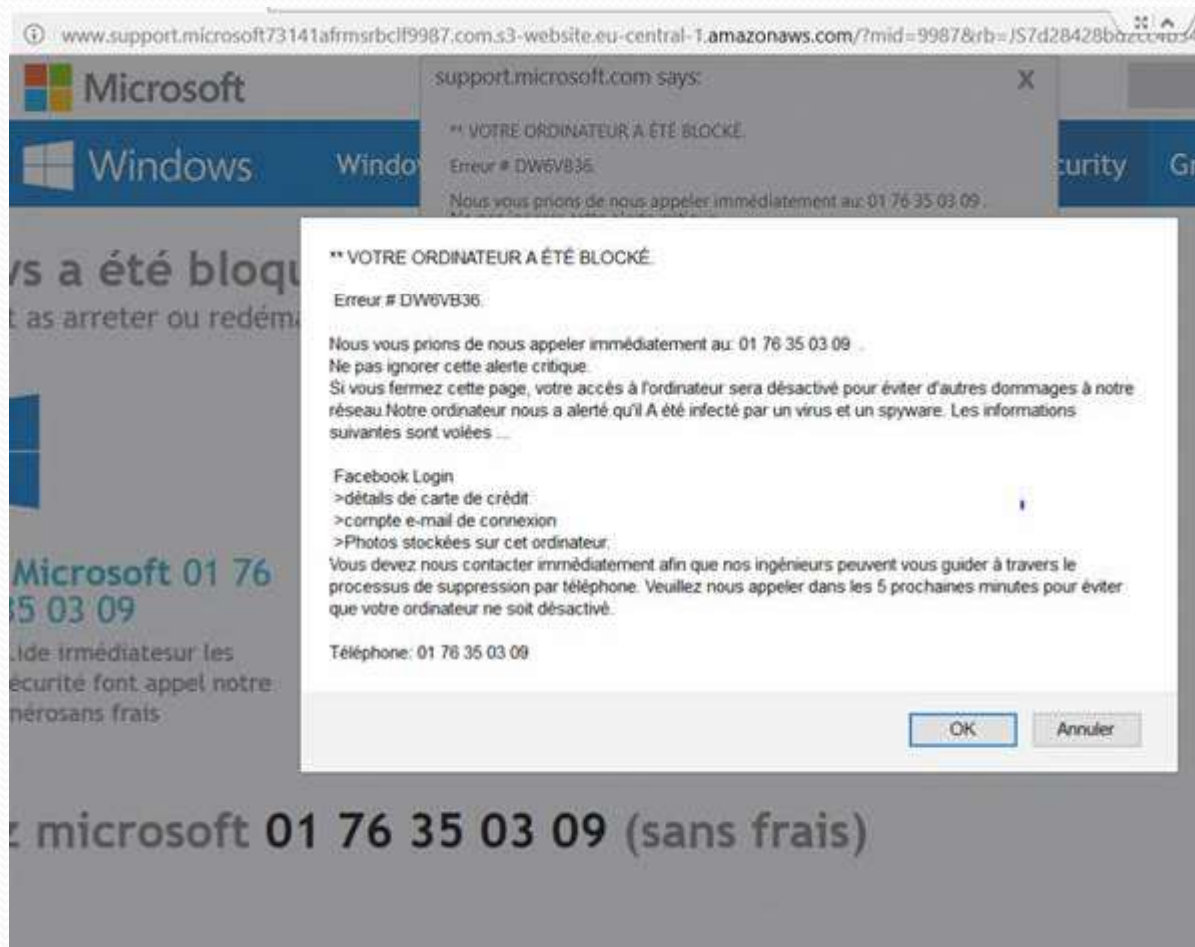 www.support.microsoft73141afrmsrbclf9987.com.s3-website.eu-central-1.amazonaws.com/?mid=9987&rb=
Microsoft
support.microsoft.com says:
X
** VOTRE ORDINATEUR A ÉTÉ BLOCKÉ.
Erreur # DW6VB36.
Nous vous prions de nous appeler immédiatement au: 01 76 35 03 09 .
Windows
Windo
curity
Gr
vs a été bloqu
t as arreter ou redéma
** VOTRE ORDINATEUR A ÉTÉ BLOCKÉ.
Erreur # DW6VB36.
Nous vous prions de nous appeler immédiatement au: 01 76 35 03 09 .
Ne pas ignorer cette alerte critique.
Si vous fermez cette page, votre accès à l'ordinateur sera désactivé pour éviter d'autres dommages à notre
réseau.Notre ordinateur nous a alerté qu'il A été infecté par un virus et un spyware. Les informations
suivantes sont volées ...
Facebook Login
>détails de carte de crédit
>compte e-mail de connexion
>Photos stockées sur cet ordinateur.
Vous devez nous contacter immédiatement afin que nos ingénieurs peuvent vous guider à travers le
processus de suppression par téléphone. Veuillez nous appeler dans les 5 prochaines minutes pour éviter
que votre ordinateur ne soit désactivé.
Téléphone: 01 76 35 03 09
OK
Annuler
Microsoft 01 76
35 03 09
ide irmédiatesur les
écurité font appel notre
nérosans frais
z microsoft 01 76 35 03 09 (sans frais)